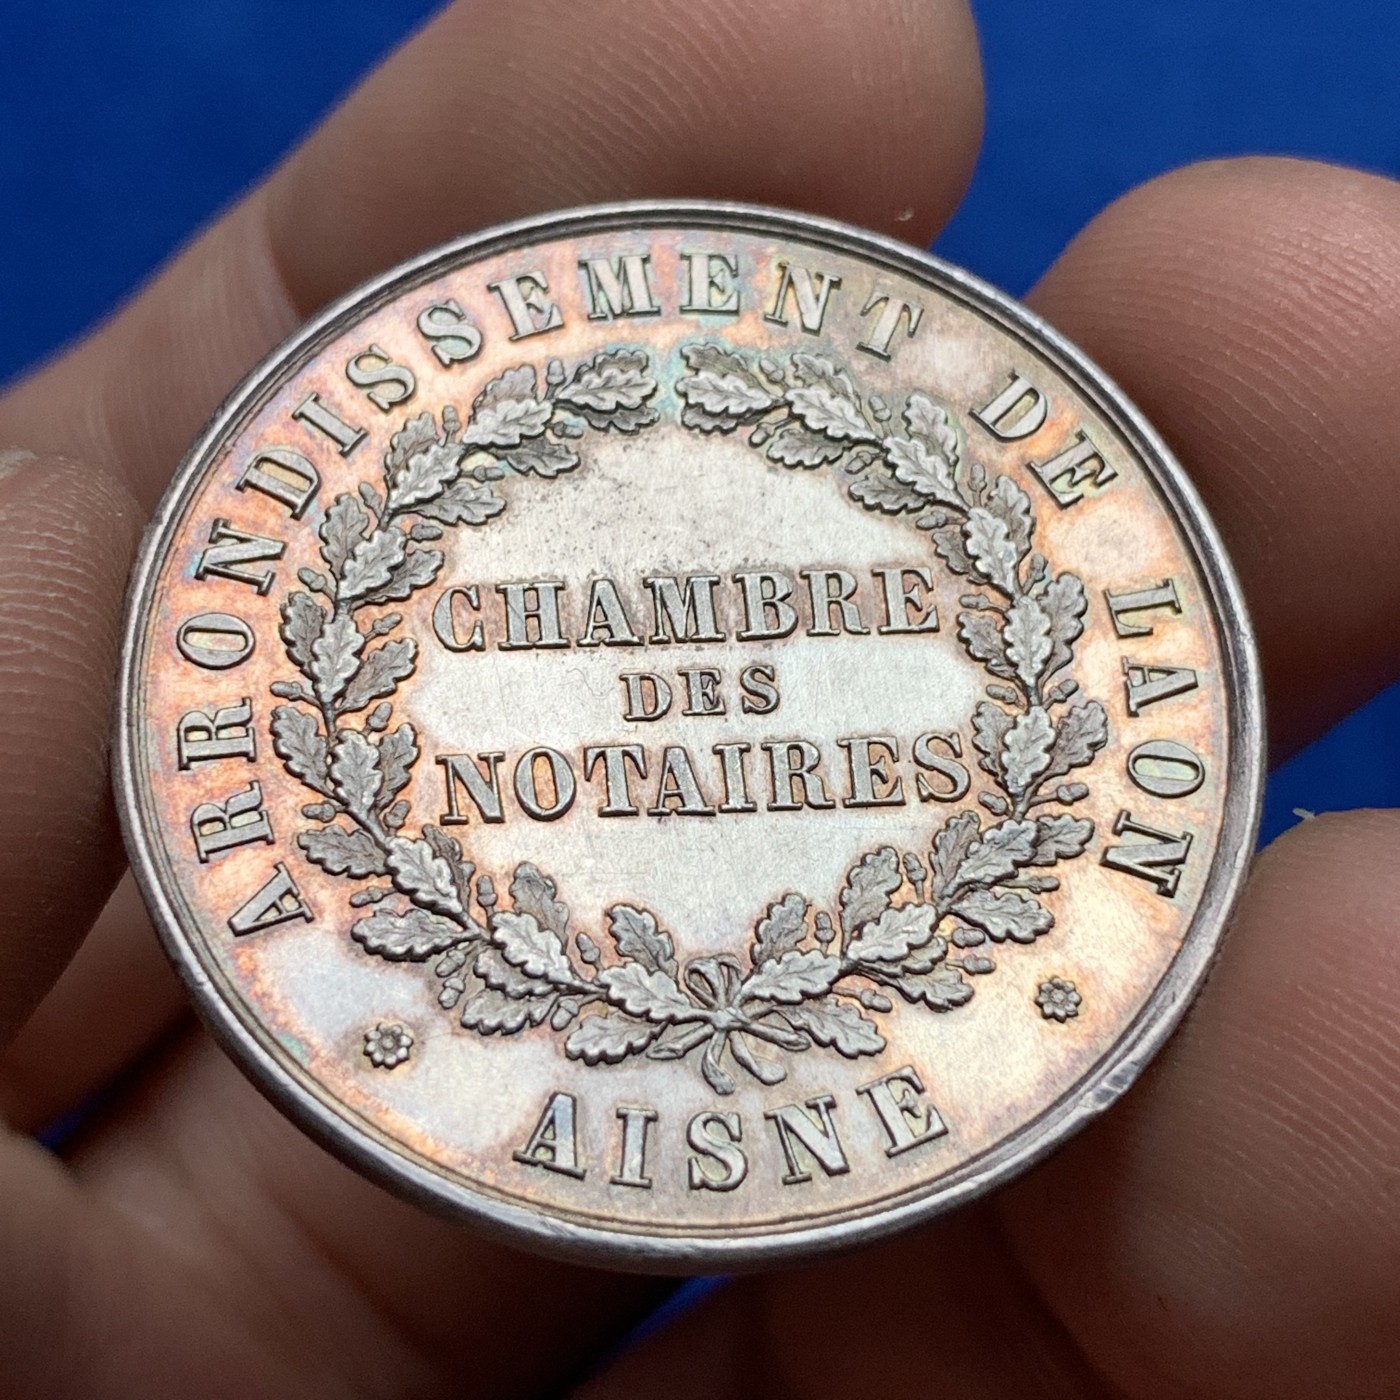 ARRONDISSEMENT DE LAON
CHAMBRE
DES
NOTAIRES
AISNE